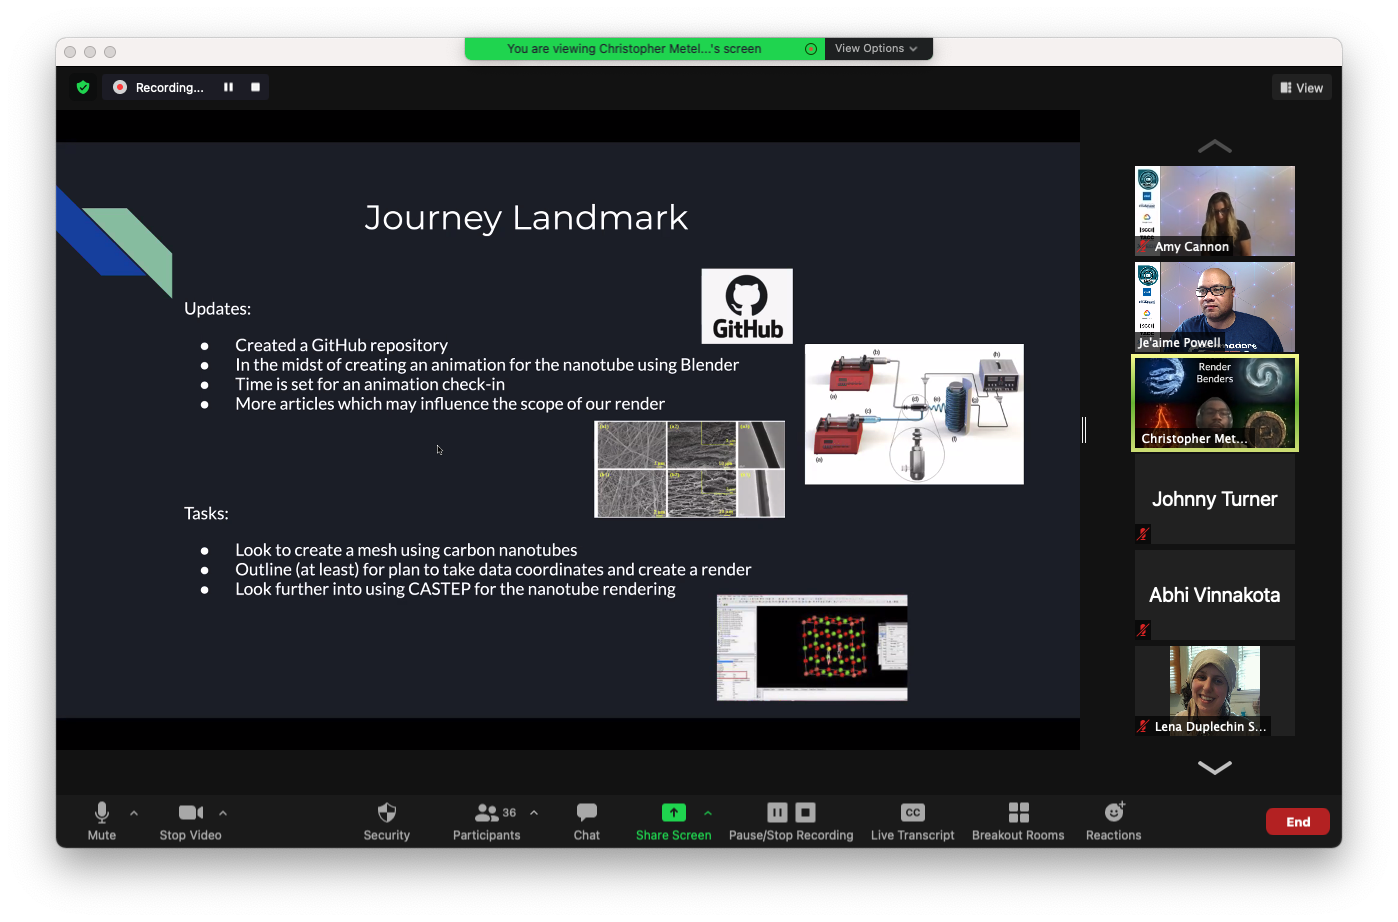 You are viewing Christopher Metel...'s screen
View Options
Recording...
View
Journey Landmark
Updates:
● Created a GitHub repository
● In the midst of creating an animation for the nanotube using Blender
● Time is set for an animation check-in
● More articles which may influence the scope of our render
GitHub
(a)
(b)
(c)
(d)
(e)
(f)
(g)
(h)
(a)
Tasks:
● Look to create a mesh using carbon nanotubes
● Outline (at least) for plan to take data coordinates and create a render
● Look further into using CASTEP for the nanotube rendering
Amy Cannon
Je'aime Powell
Render
Benders
Christopher Met...
Johnny Turner
Abhi Vinnakota
Lena Duplechin S...
Mute
Stop Video
Security
36
Participants
Chat
Share Screen
Pause/Stop Recording
CC
Live Transcript
Breakout Rooms
Reactions
End